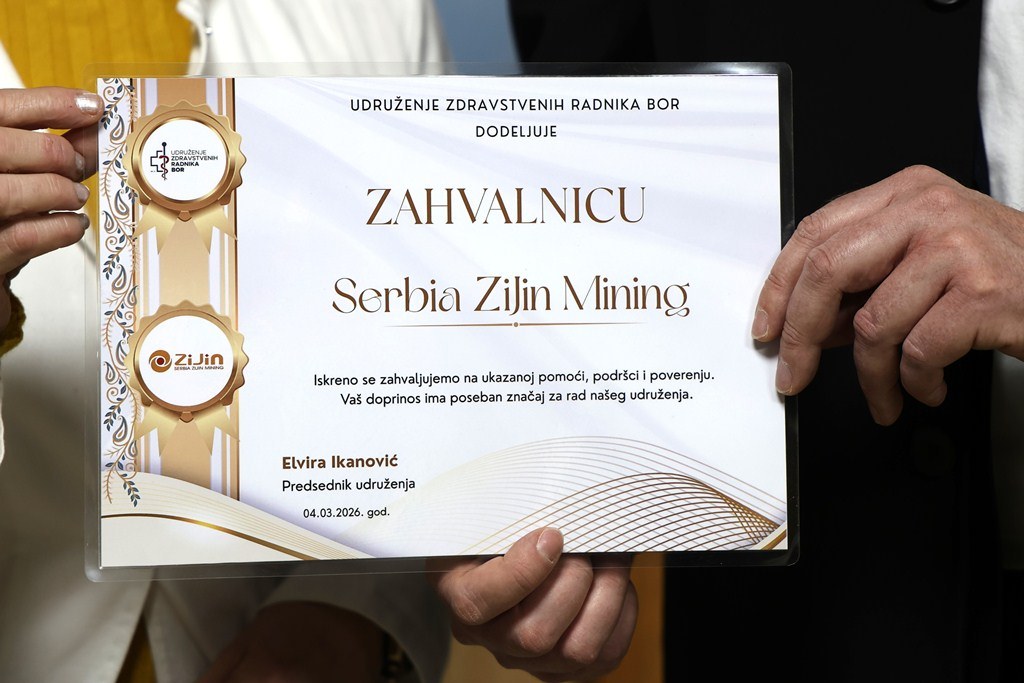 UDRUŽENJE ZDRAVSTVENIH RADNIKA BOR
DODELJUJE
UDRUŽENJE
ZDRAVSTVENIH
RADNIKA
BOR
ZAHVALNICU
Serbia ZiJin Mining
ZiJin
SERBIA ZIJIN MINING
Iskreno se zahvaljujemo na ukazanoj pomoći, podršci i poverenju.
Vaš doprinos ima poseban značaj za rad našeg udruženja.
Elvira Ikanović
Predsednik udruženja
04.03.2026. god.